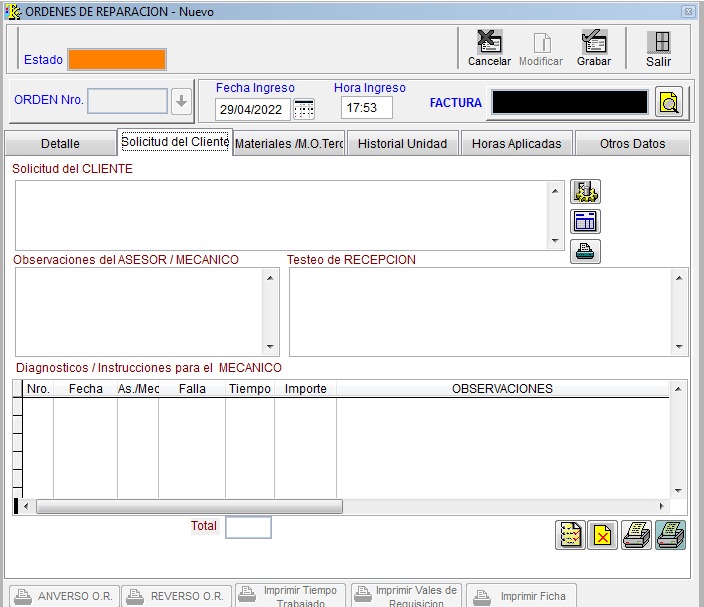 ORDENES DE REPARACION - Nuevo
Estado
Cancelar Modificar Grabar Salir
ORDEN Nro.
Fecha Ingreso Hora Ingreso
29/04/2022 17:53 FACTURA
Detalle Solicitud del Cliente Materiales /M.O.Terc Historial Unidad Horas Aplicadas Otros Datos
Solicitud del CLIENTE
Observaciones del ASESOR / MECANICO Testeo de RECEPCION
Diagnosticos / Instrucciones para el MECANICO
Nro. Fecha As./Mec Falla Tiempo Importe OBSERVACIONES
Total
ANVERSO O.R. REVERSO O.R. Imprimir Tiempo Trabajado Imprimir Vales de Requisicion Imprimir Ficha